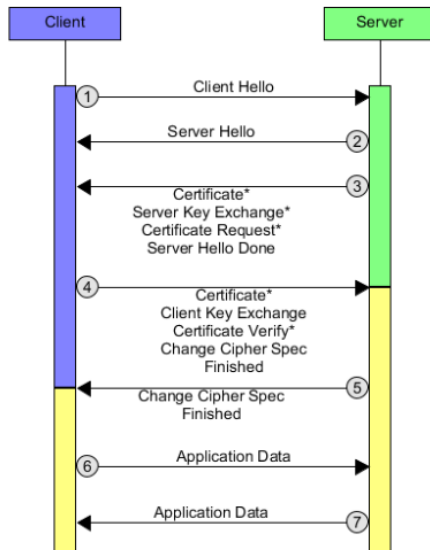 Client
Server
1
Client Hello
Server Hello
2
3
Certificate*
Server Key Exchange*
Certificate Request*
Server Hello Done
4
Certificate*
Client Key Exchange
Certificate Verify*
Change Cipher Spec
Finished
5
Change Cipher Spec
Finished
6
Application Data
Application Data
7